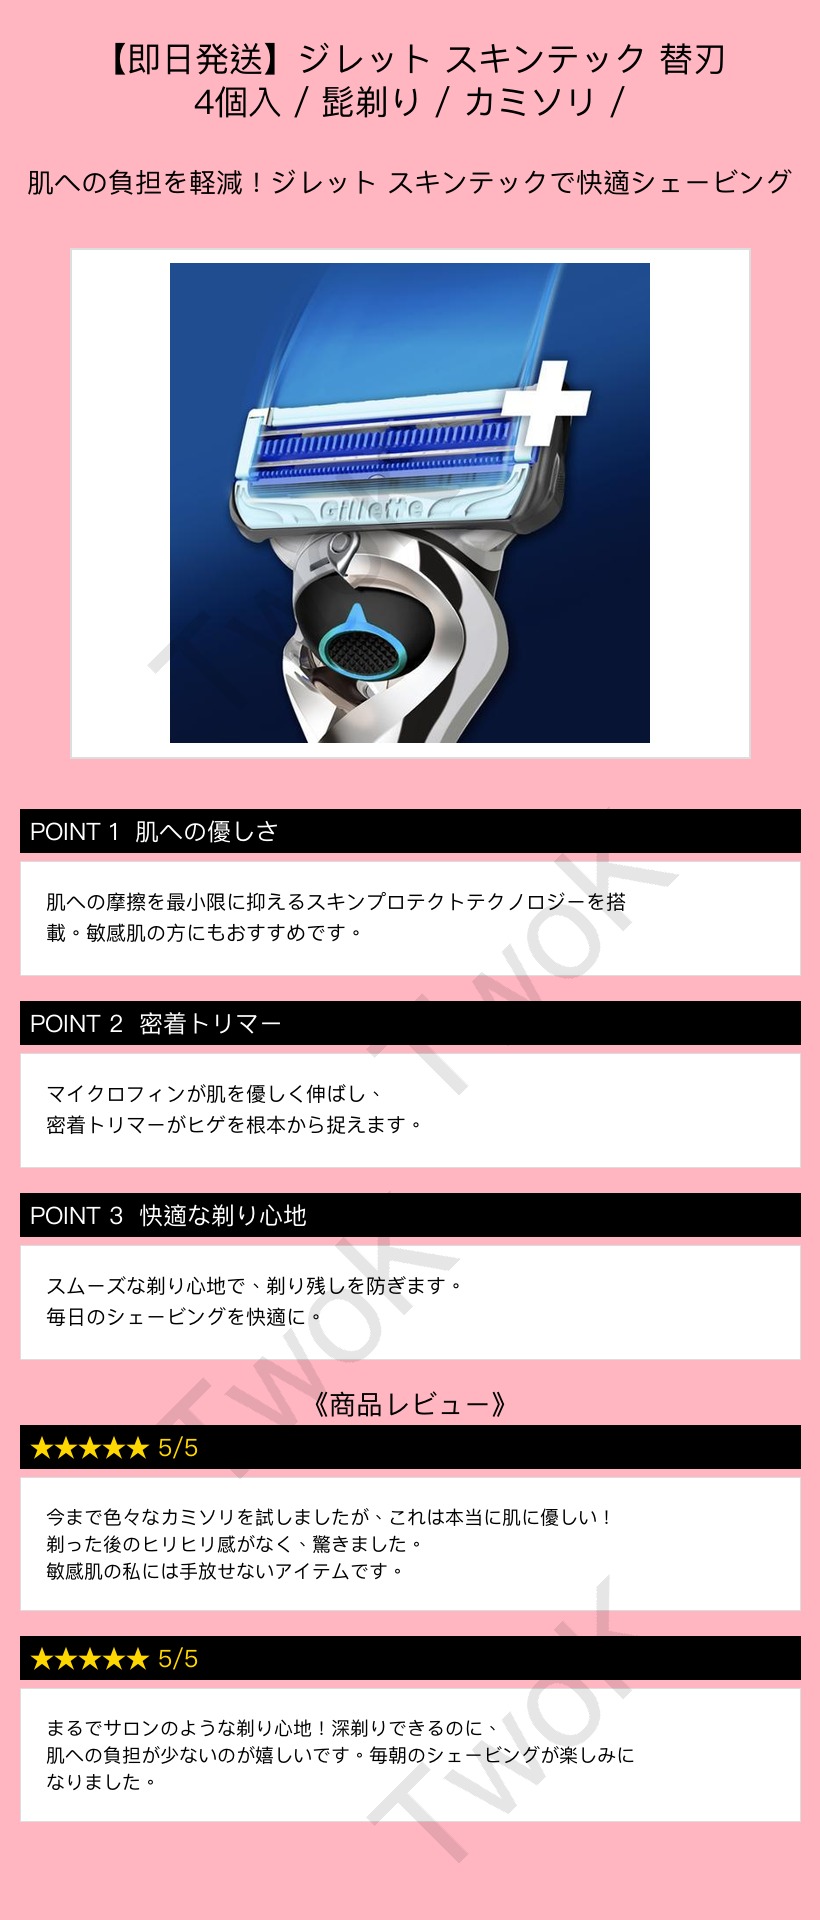 【即日発送】ジレット スキンテック 替刃
4個入 / 髭剃り / カミソリ /
肌への負担を軽減！ジレット スキンテックで快適シェービング
Gillette
POINT 1 肌への優しさ
肌への摩擦を最小限に抑えるスキンプロテクトテクノロジーを搭
載。敏感肌の方にもおすすめです。
POINT 2 密着トリマー
マイクロフィンが肌を優しく伸ばし、
密着トリマーがヒゲを根本から捉えます。
POINT 3 快適な剃り心地
スムーズな剃り心地で、剃り残しを防ぎます。
毎日のシェービングを快適に。
《商品レビュー》
★★★★★ 5/5
今まで色々なカミソリを試しましたが、これは本当に肌に優しい！
剃った後のヒリヒリ感がなく、驚きました。
敏感肌の私には手放せないアイテムです。
★★★★★ 5/5
まるでサロンのような剃り心地！深剃りできるのに、
肌への負担が少ないのが嬉しいです。毎朝のシェービングが楽しみに
なりました。
Twok
Twok
Twok
Twok